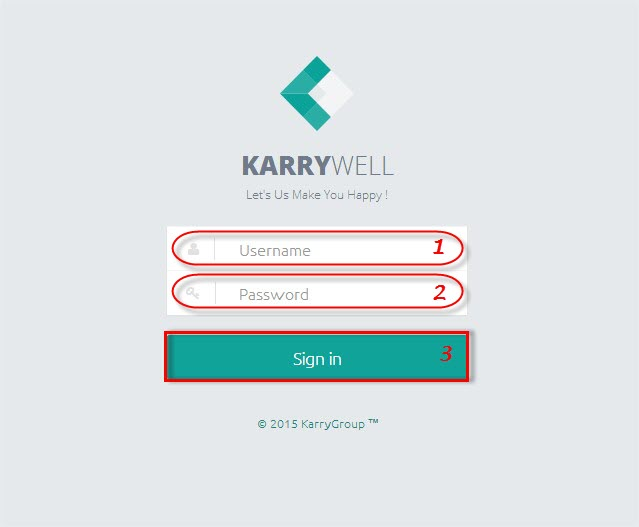 KARRYWELL
Let's Us Make You Happy !
Username 1
Password 2
Sign in 3
© 2015 KarryGroup ™